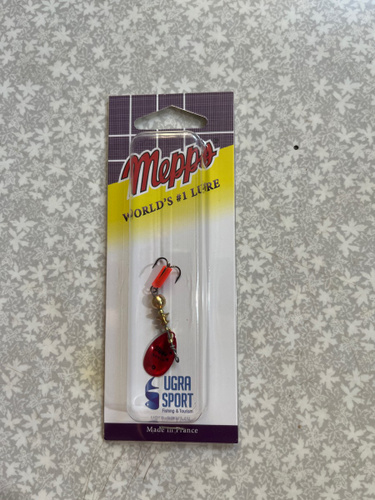 Mepps
WORLD'S #1 LURE
UGRA
SPORT
Fishing & Tourism
Made in France